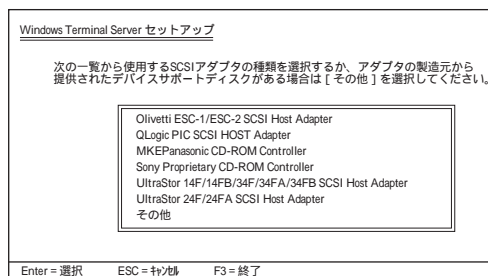 Windows Terminal Server セットアップ
次の一覧から使用するSCSIアダプタの種類を選択するか、アダプタの製造元から
提供されたデバイスサポートディスクがある場合は [ その他 ] を選択してください。
Olivetti ESC-1/ESC-2 SCSI Host Adapter
QLogic PIC SCSI HOST Adapter
MKEPanasonic CD-ROM Controller
Sony Proprietary CD-ROM Controller
UltraStor 14F/14FB/34F/34FA/34FB SCSI Host Adapter
UltraStor 24F/24FA SCSI Host Adapter
その他
Enter = 選択 ESC = ｷｬﾝｾﾙ F3 = 終了